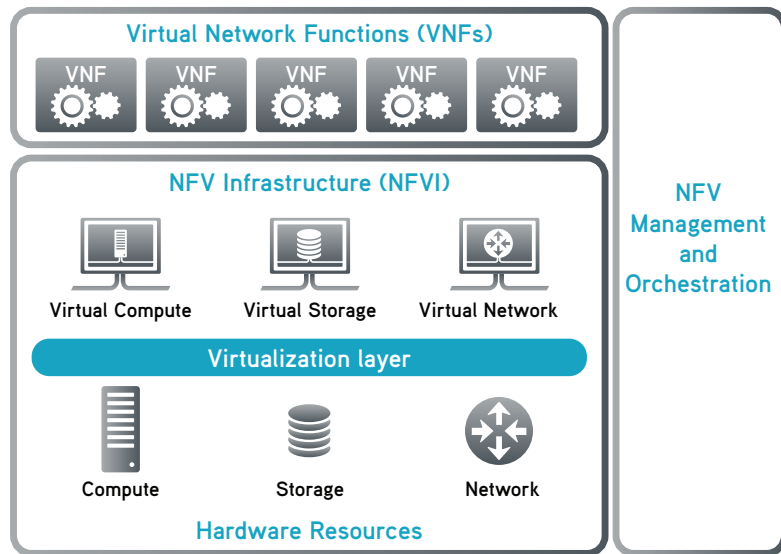 Virtual Network Functions (VNFs)
VNF VNF VNF VNF VNF
NFV Infrastructure (NFVI)
Virtual Compute Virtual Storage Virtual Network
Virtualization layer
Compute Storage Network
Hardware Resources
NFV
Management
and
Orchestration